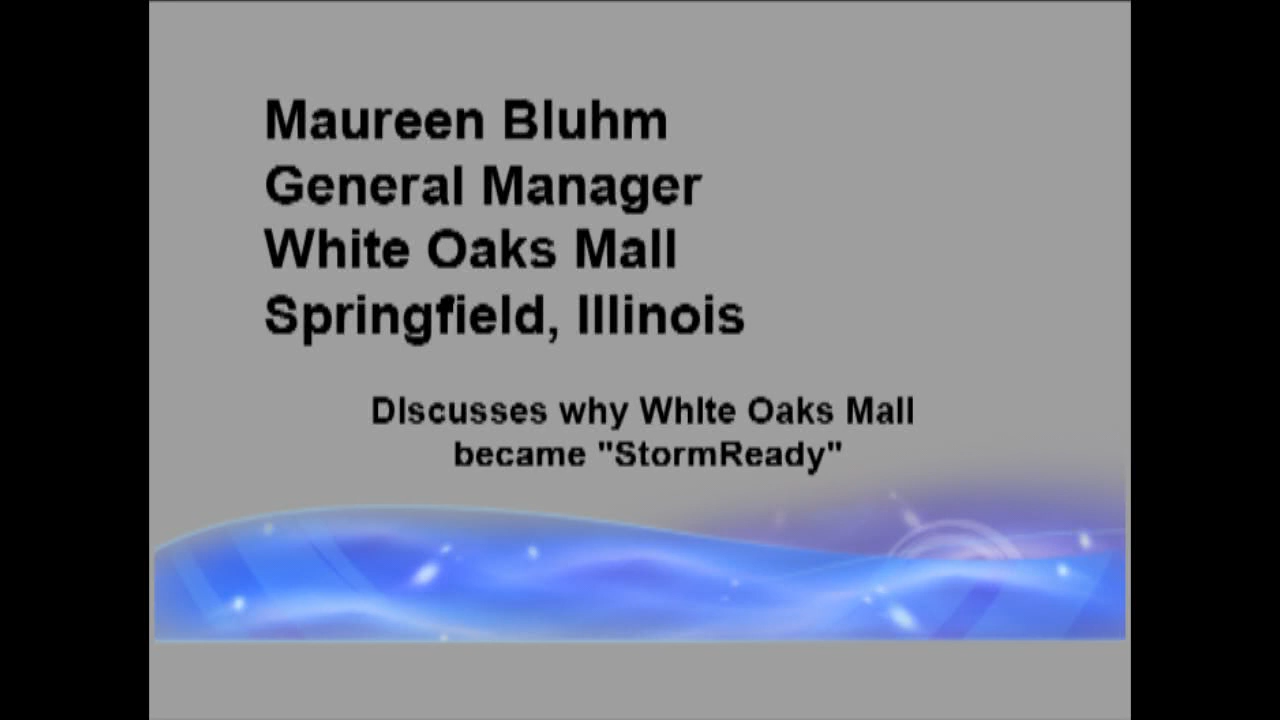 Maureen Bluhm
General Manager
White Oaks Mall
Springfield, Illinois
Discusses why White Oaks Mall
became "StormReady"